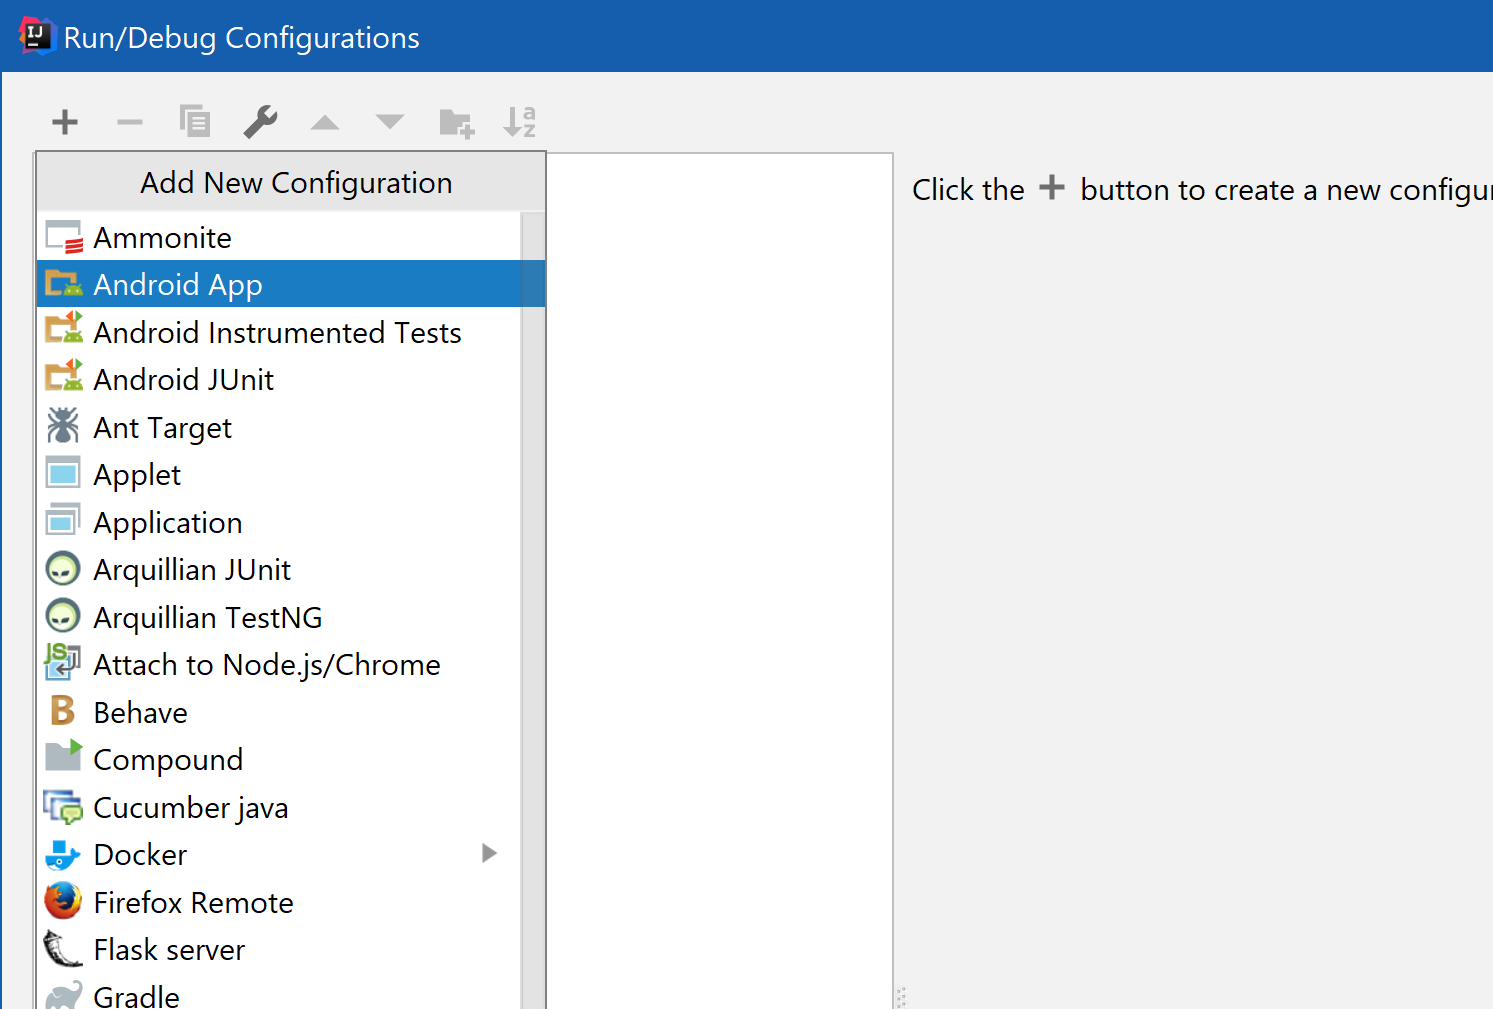 IJ Run/Debug Configurations
a
z
Add New Configuration
Click the + button to create a new configur
Ammonite
Android App
Android Instrumented Tests
Android JUnit
Ant Target
Applet
Application
Arquillian JUnit
Arquillian TestNG
JS Attach to Node.js/Chrome
B Behave
Compound
Cucumber java
Docker
Firefox Remote
Flask server
Gradle